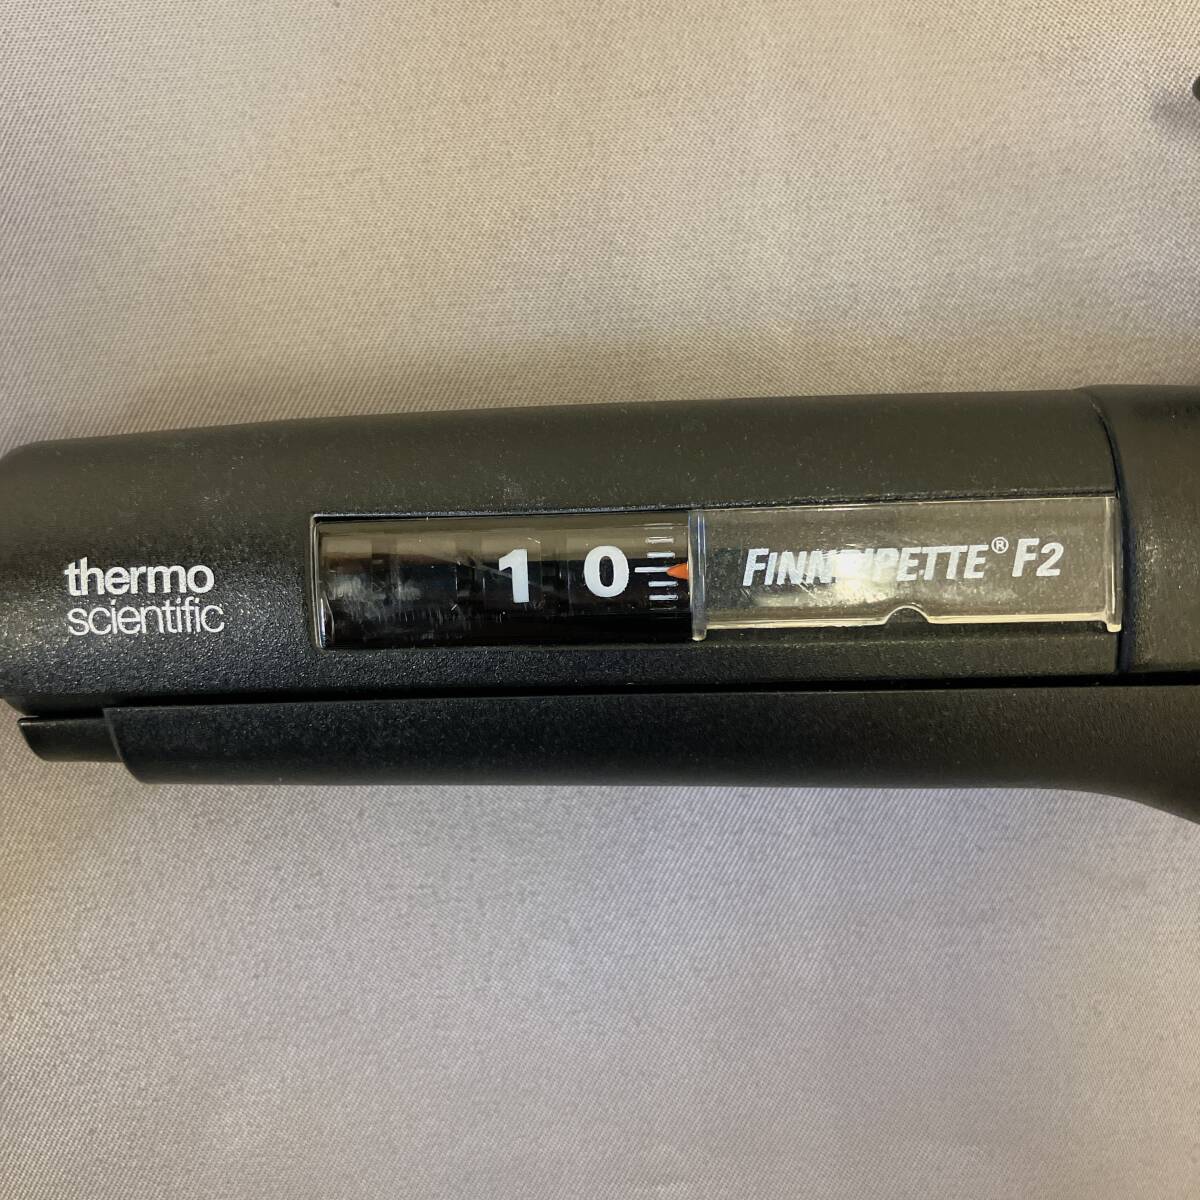 thermo
scientific
1 0
FINNPIPETTE® F2